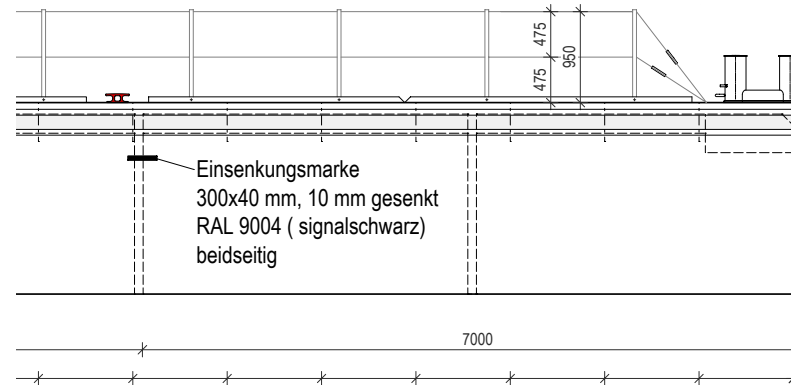 475
950
475
Einsenkungsmarke
300x40 mm, 10 mm gesenkt
RAL 9004 ( signalschwarz)
beidseitig
7000